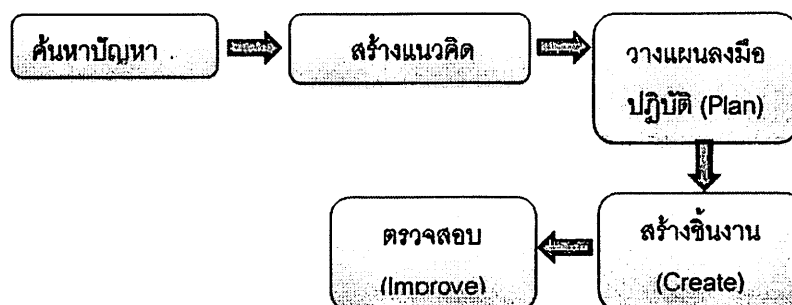 ค้นหาปัญหา
สร้างแนวคิด
วางแผนลงมือ
ปฏิบัติ (Plan)
สร้างชิ้นงาน
(Create)
ตรวจสอบ
(Improve)